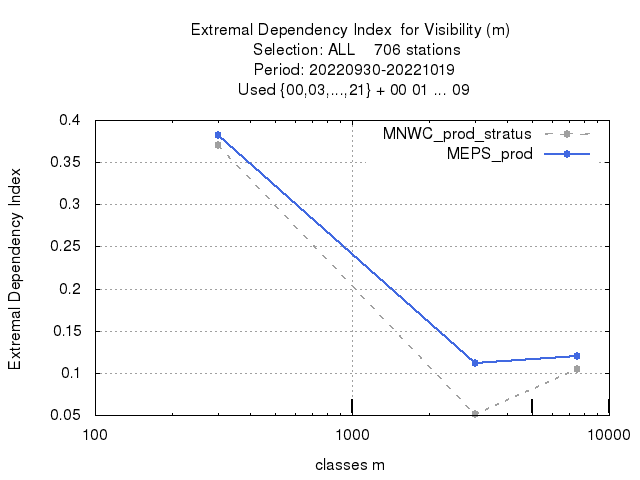 Extremal Dependency Index  for Visibility (m)
Selection: ALL    706 stations
Period: 20220930-20221019
Used {00,03,...,21} + 00 01 ... 09
MNWC_prod_stratus
MEPS_prod
Extremal Dependency Index
0.4
0.35
0.3
0.25
0.2
0.15
0.1
0.05
100
1000
10000
classes m